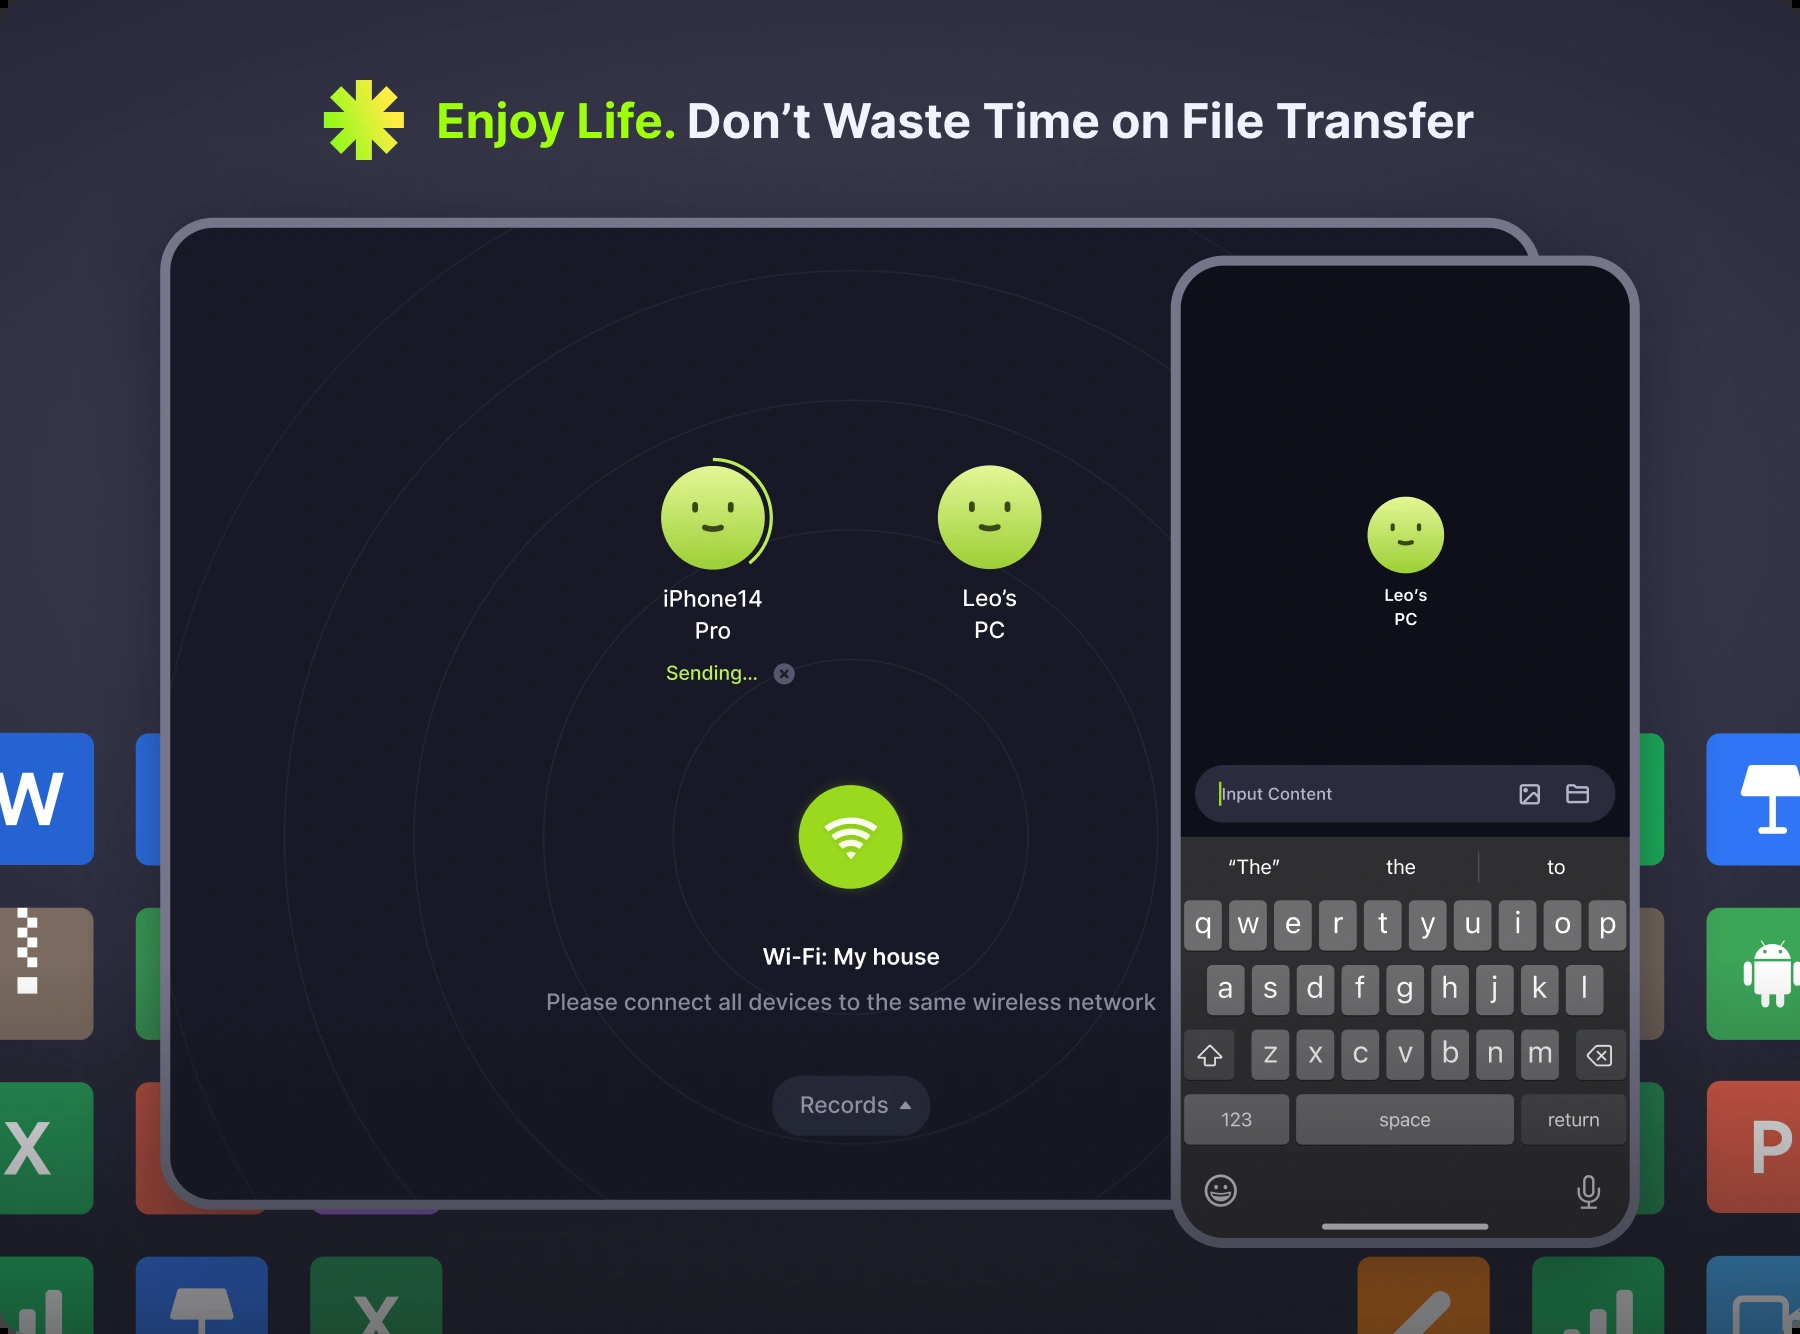 Enjoy Life. Don’t Waste Time on File Transfer
iPhone14
Pro
Sending...
Leo’s
PC
Wi-Fi: My house
Please connect all devices to the same wireless network
Records
Leo’s
PC
Input Content
“The” the to
q w e r t y u i o p
a s d f g h j k l
z x c v b n m
123 space return
W
X
P
X